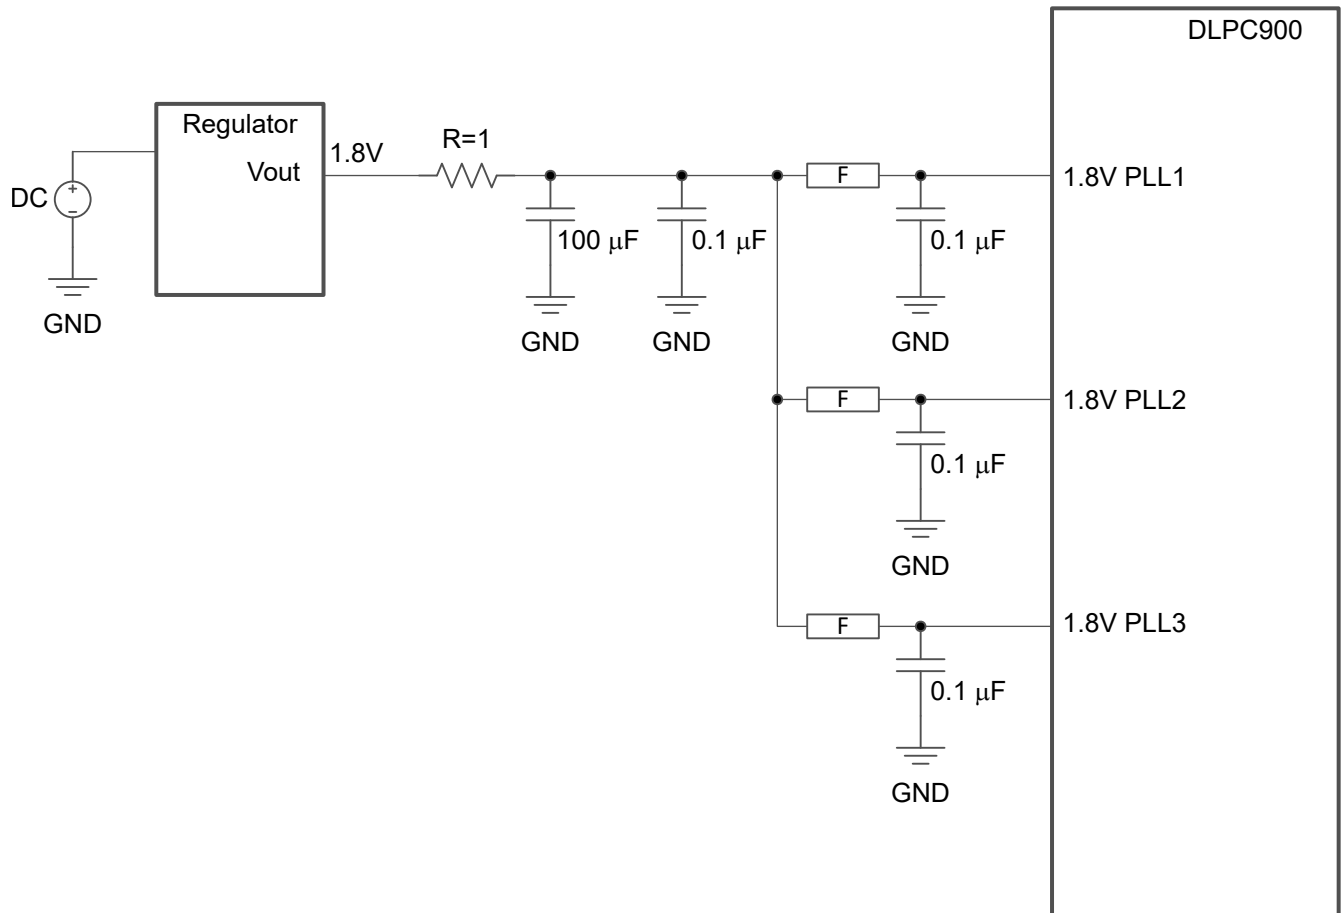 DLPC900
Regulator
R=1
1.8V
Vout
1.8V PLL1
F
DC
100 μF
0.1 μF
0.1 μF
GND
GND
GND
GND
F
1.8V PLL2
0.1 μF
GND
F
1.8V PLL3
0.1 μF
GND